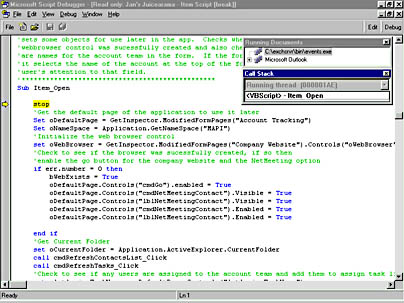 Microsoft Script Debugger - [Read only: Jan's Juicearama - Item Script [break]]
File Edit View Debug Window Help
File Edit Debug
'sets some objects for use later in the app. Checks whe
'webbrowser control was sucessfully created and also che
'are names for the account team in the form. If the for
'it selects the name of the account at the top of the f
'user's attention to that field.
'*******************************************
Sub Item_Open
stop
'Get the default page of the application to use it later
Set oDefaultPage = GetInspector.ModifiedFormPages("Account Tracking")
Set oNameSpace = Application.GetNameSpace("MAPI")
'Initialize the web browser control
set oWebBrowser = GetInspector.ModifiedFormPages("Company Website").Controls("oWebBrowser"
'Check to see if the browser was sucessfully created, if so then
'enable the go button for the company website and the NetMeeting option
if err.number = 0 then
bWebExists = True
oDefaultPage.Controls("cmdGo").enabled = True
oDefaultPage.Controls("cmdNetMeetingContact").Visible = True
oDefaultPage.Controls("lblNetMeetingContact").Visible = True
oDefaultPage.Controls("cmdNetMeetingContact").Enabled = True
oDefaultPage.Controls("lblNetMeetingContact").Enabled = True
end if
'Get Current Folder
set oCurrentFolder = Application.ActiveExplorer.CurrentFolder
call cmdRefreshContactsList_Click
call cmdRefreshTasks_Click
'Check to see if any users are assigned to the account team and add them to assign task li
Running Documents
C:\exchsrvr\bin\events.exe
Microsoft Outlook
Call Stack
Running thread (000001AE)
<VBScript> - Item Open
Ready
Ln 1